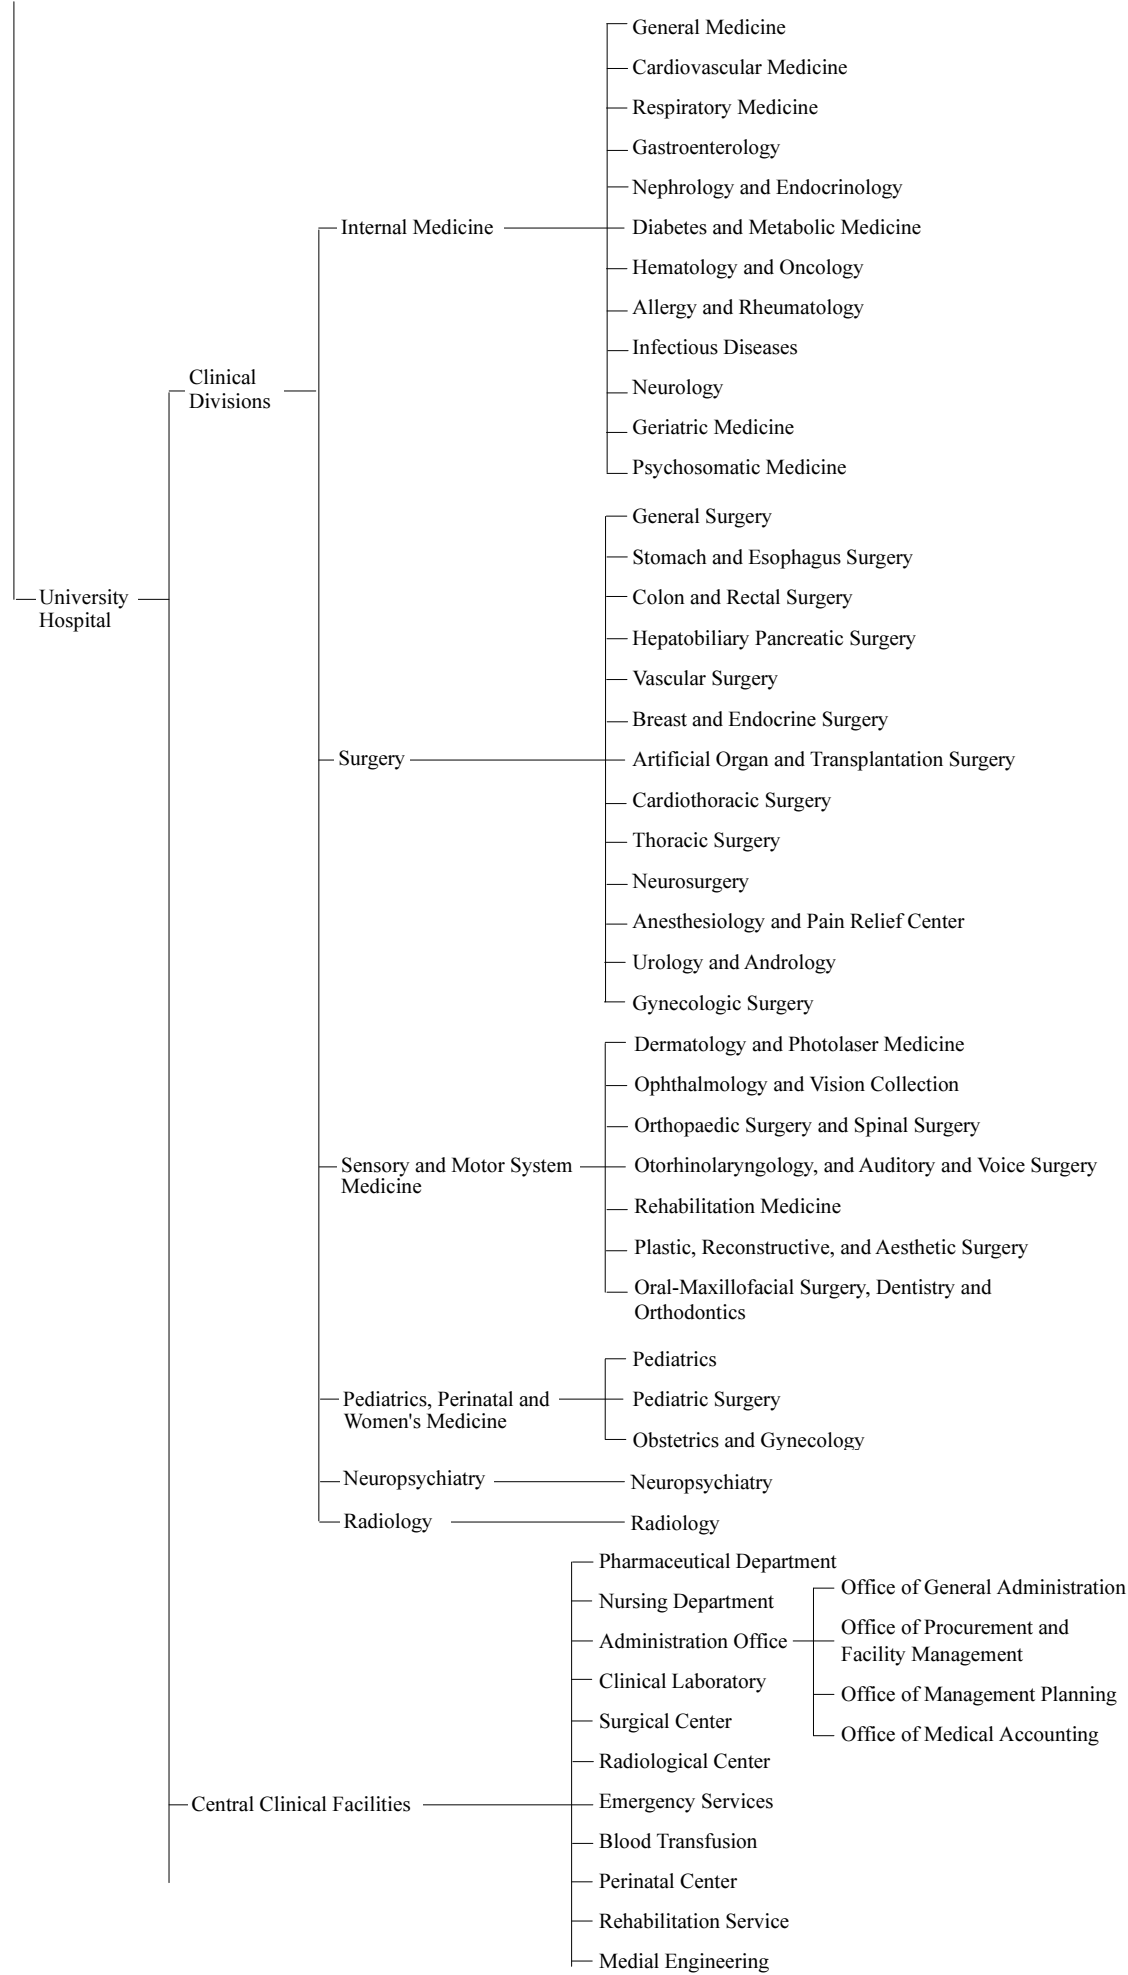 General Medicine
Cardiovascular Medicine
Respiratory Medicine
Gastroenterology
Nephrology and Endocrinology
Internal Medicine
Diabetes and Metabolic Medicine
Hematology and Oncology
Allergy and Rheumatology
Infectious Diseases
Clinical
Divisions
Neurology
Geriatric Medicine
Psychosomatic Medicine
General Surgery
Stomach and Esophagus Surgery
University
Hospital
Colon and Rectal Surgery
Hepatobiliary Pancreatic Surgery
Vascular Surgery
Breast and Endocrine Surgery
Surgery
Artificial Organ and Transplantation Surgery
Cardiothoracic Surgery
Thoracic Surgery
Neurosurgery
Anesthesiology and Pain Relief Center
Urology and Andrology
Gynecologic Surgery
Dermatology and Photolaser Medicine
Ophthalmology and Vision Collection
Orthopaedic Surgery and Spinal Surgery
Sensory and Motor System
Medicine
Otorhinolaryngology, and Auditory and Voice Surgery
Rehabilitation Medicine
Plastic, Reconstructive, and Aesthetic Surgery
Oral-Maxillofacial Surgery, Dentistry and
Orthodontics
Pediatrics
Pediatrics, Perinatal and
Women's Medicine
Pediatric Surgery
Obstetrics and Gynecology
Neuropsychiatry
Neuropsychiatry
Radiology
Radiology
Pharmaceutical Department
Nursing Department
Administration Office
Office of General Administration
Office of Procurement and
Facility Management
Office of Management Planning
Office of Medical Accounting
Clinical Laboratory
Surgical Center
Radiological Center
Central Clinical Facilities
Emergency Services
Blood Transfusion
Perinatal Center
Rehabilitation Service
Medial Engineering